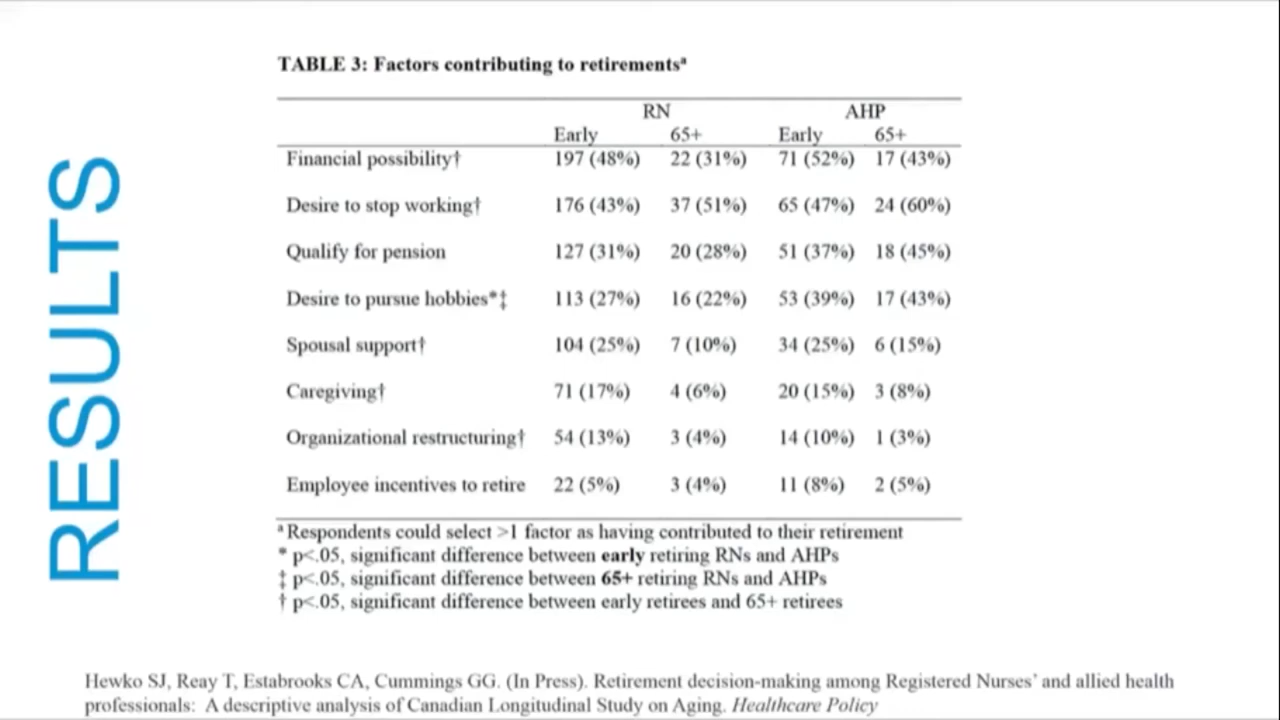 RESULTS
TABLE 3: Factors contributing to retirementsᵃ
RN AHP
Early 65+ Early 65+
Financial possibility† 197 (48%) 22 (31%) 71 (52%) 17 (43%)
Desire to stop working† 176 (43%) 37 (51%) 65 (47%) 24 (60%)
Qualify for pension 127 (31%) 20 (28%) 51 (37%) 18 (45%)
Desire to pursue hobbies*‡ 113 (27%) 16 (22%) 53 (39%) 17 (43%)
Spousal support† 104 (25%) 7 (10%) 34 (25%) 6 (15%)
Caregiving† 71 (17%) 4 (6%) 20 (15%) 3 (8%)
Organizational restructuring† 54 (13%) 3 (4%) 14 (10%) 1 (3%)
Employee incentives to retire 22 (5%) 3 (4%) 11 (8%) 2 (5%)
ᵃ Respondents could select >1 factor as having contributed to their retirement
* p<.05, significant difference between early retiring RNs and AHPs
‡ p<.05, significant difference between 65+ retiring RNs and AHPs
† p<.05, significant difference between early retirees and 65+ retirees
Hewko SJ, Reay T, Estabrooks CA, Cummings GG. (In Press). Retirement decision-making among Registered Nurses’ and allied health
professionals: A descriptive analysis of Canadian Longitudinal Study on Aging. Healthcare Policy